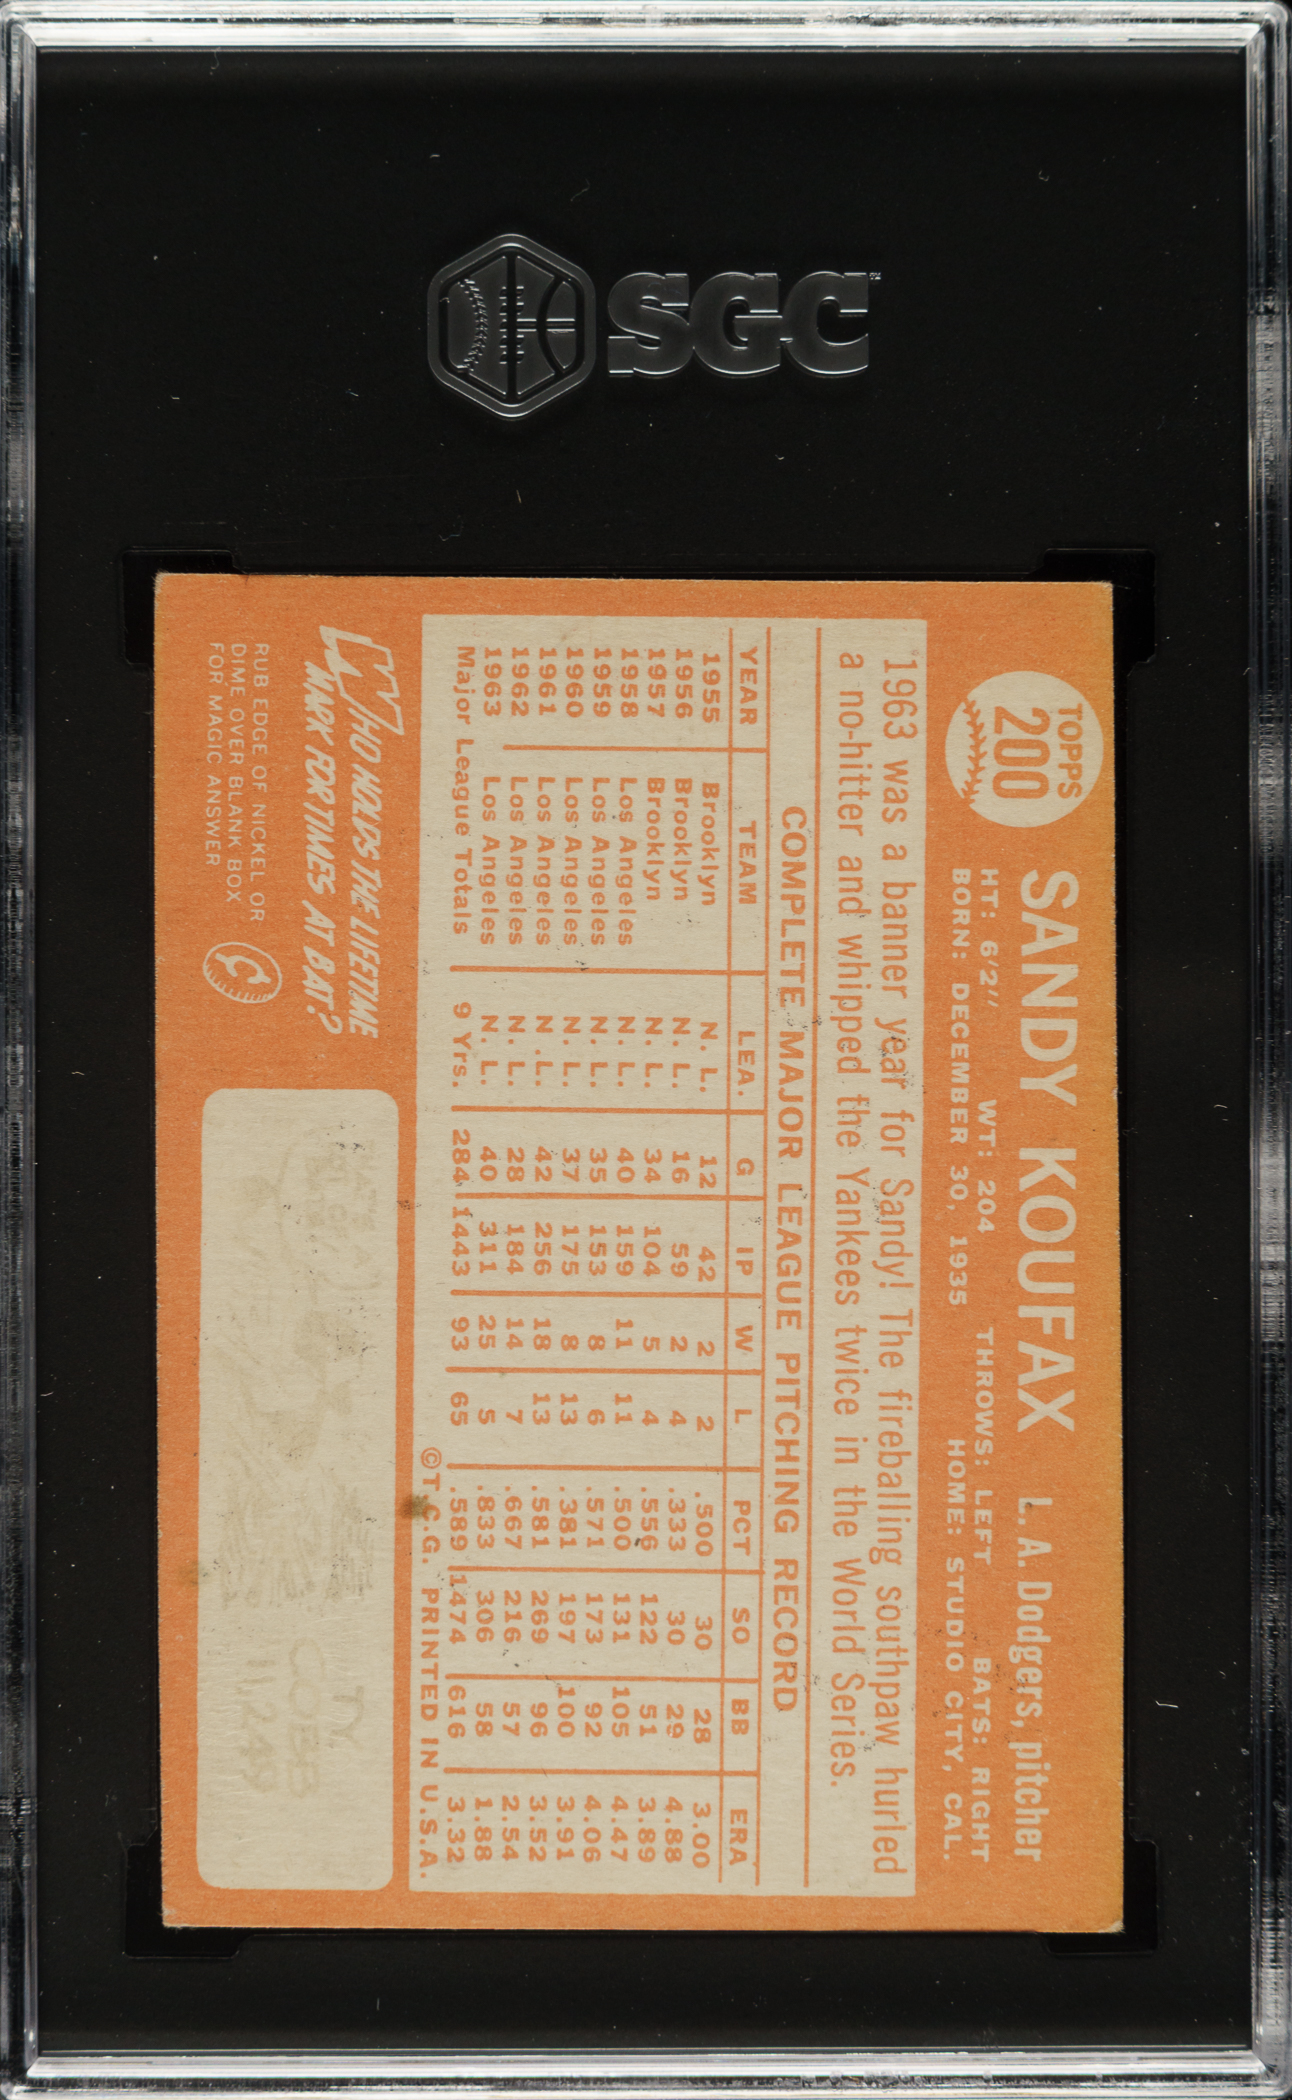 SGC
TOPPS
200
SANDY KOUFAX L. A. Dodgers, pitcher
HT: 6'2" WT: 204 THROWS: LEFT BATS: RIGHT
BORN: DECEMBER 30, 1935 HOME: STUDIO CITY, CAL.
1963 was a banner year for Sandy! The fireballing southpaw hurled
a no-hitter and whipped the Yankees twice in the World Series.
COMPLETE MAJOR LEAGUE PITCHING RECORD
YEAR TEAM LEA. G IP W L PCT SO BB ERA
1955 Brooklyn N. L. 12 42 2 2 .500 30 28 3.00
1956 Brooklyn N. L. 16 59 2 4 .333 30 29 4.88
1957 Brooklyn N. L. 34 104 5 4 .556 122 51 3.89
1958 Los Angeles N. L. 40 159 11 11 .500 131 105 4.47
1959 Los Angeles N. L. 35 153 8 6 .571 173 92 4.06
1960 Los Angeles N. L. 37 175 8 13 .381 197 100 3.91
1961 Los Angeles N. L. 42 256 18 13 .581 269 96 3.52
1962 Los Angeles N. L. 28 184 14 7 .667 216 57 2.54
1963 Los Angeles N. L. 40 311 25 5 .833 306 58 1.88
Major League Totals 9 Yrs. 284 1443 93 65 .589 1474 616 3.32
©T.C.G. PRINTED IN U.S.A.
WHO HOLDS THE LIFETIME
MARK FOR TIMES AT BAT?
RUB EDGE OF NICKEL OR
DIME OVER BLANK BOX
FOR MAGIC ANSWER
TY
COBB
11,249